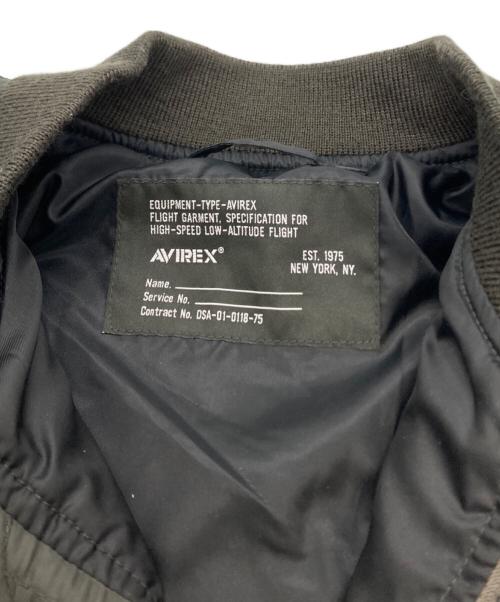 EQUIPMENT-TYPE-AVIREX
FLIGHT GARMENT, SPECIFICATION FOR
HIGH-SPEED LOW-ALTITUDE FLIGHT
AVIREX®
EST. 1975
NEW YORK, NY.
Name.
Service No.
Contract No. DSA-01-0118-75